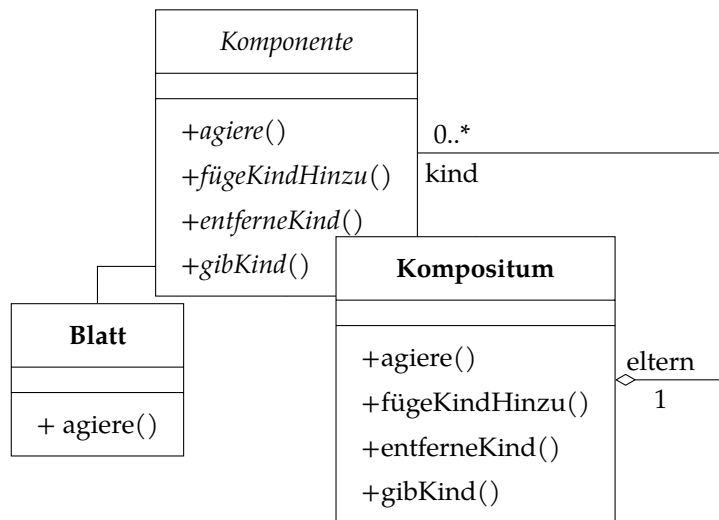 Komponente
+agiere()
+fügeKindHinzu()
+entferneKind()
+gibKind()
0..*
kind
Blatt
+ agiere()
Kompositum
+agiere()
+fügeKindHinzu()
+entferneKind()
+gibKind()
eltern
1